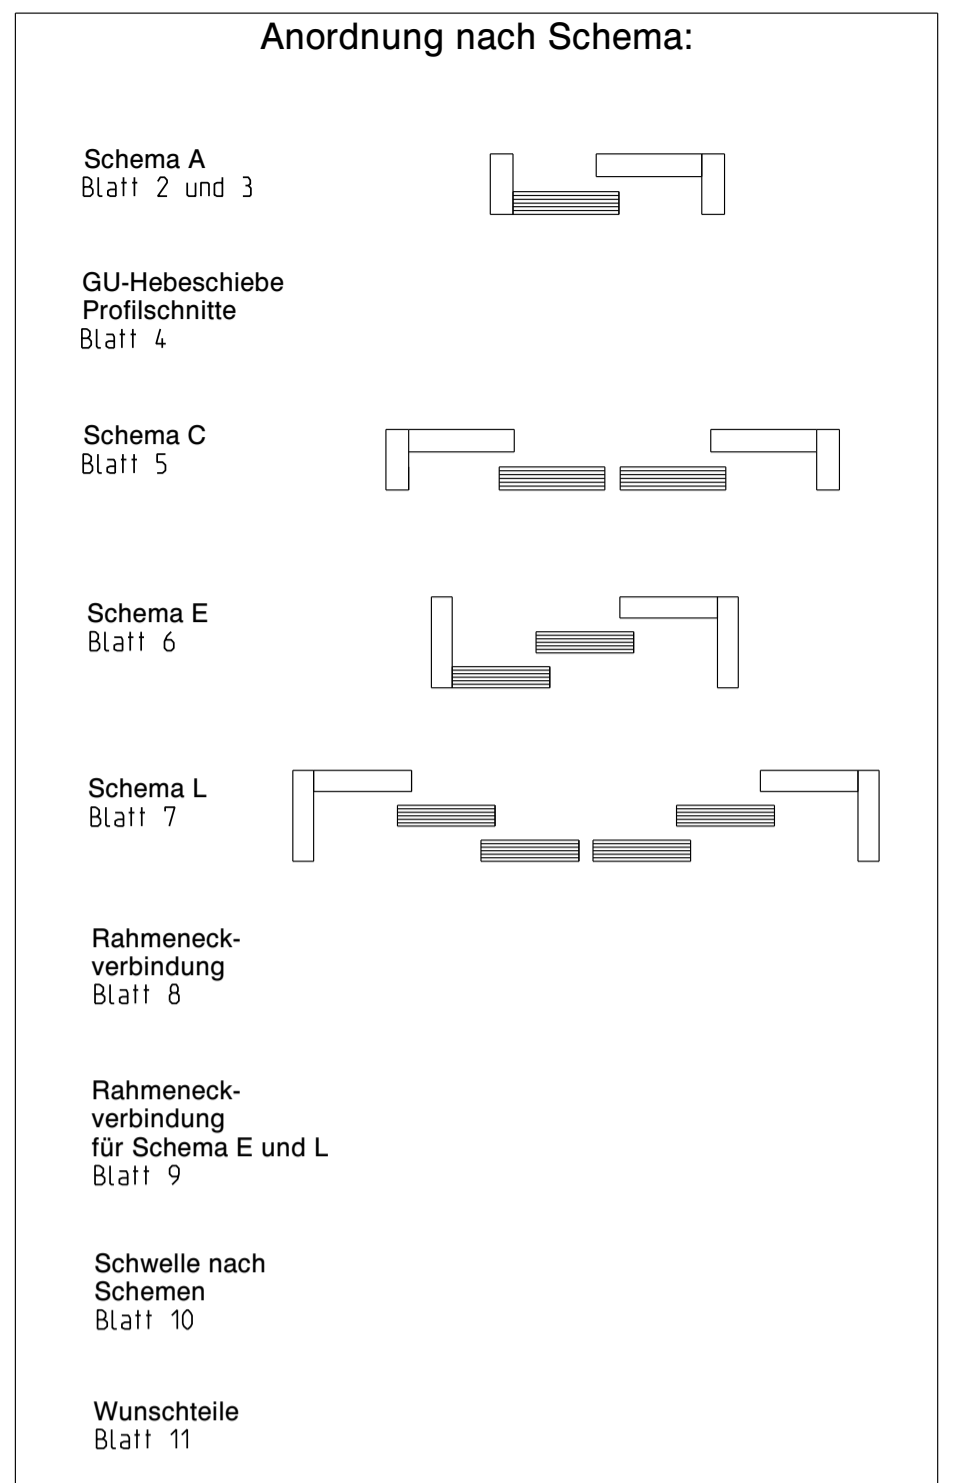 Anordnung nach Schema:
Schema A
Blatt 2 und 3
GU-Hebeschiebe
Profilschnitte
Blatt 4
Schema C
Blatt 5
Schema E
Blatt 6
Schema L
Blatt 7
Rahmeneck-
verbindung
Blatt 8
Rahmeneck-
verbindung
für Schema E und L
Blatt 9
Schwelle nach
Schemen
Blatt 10
Wunschteile
Blatt 11